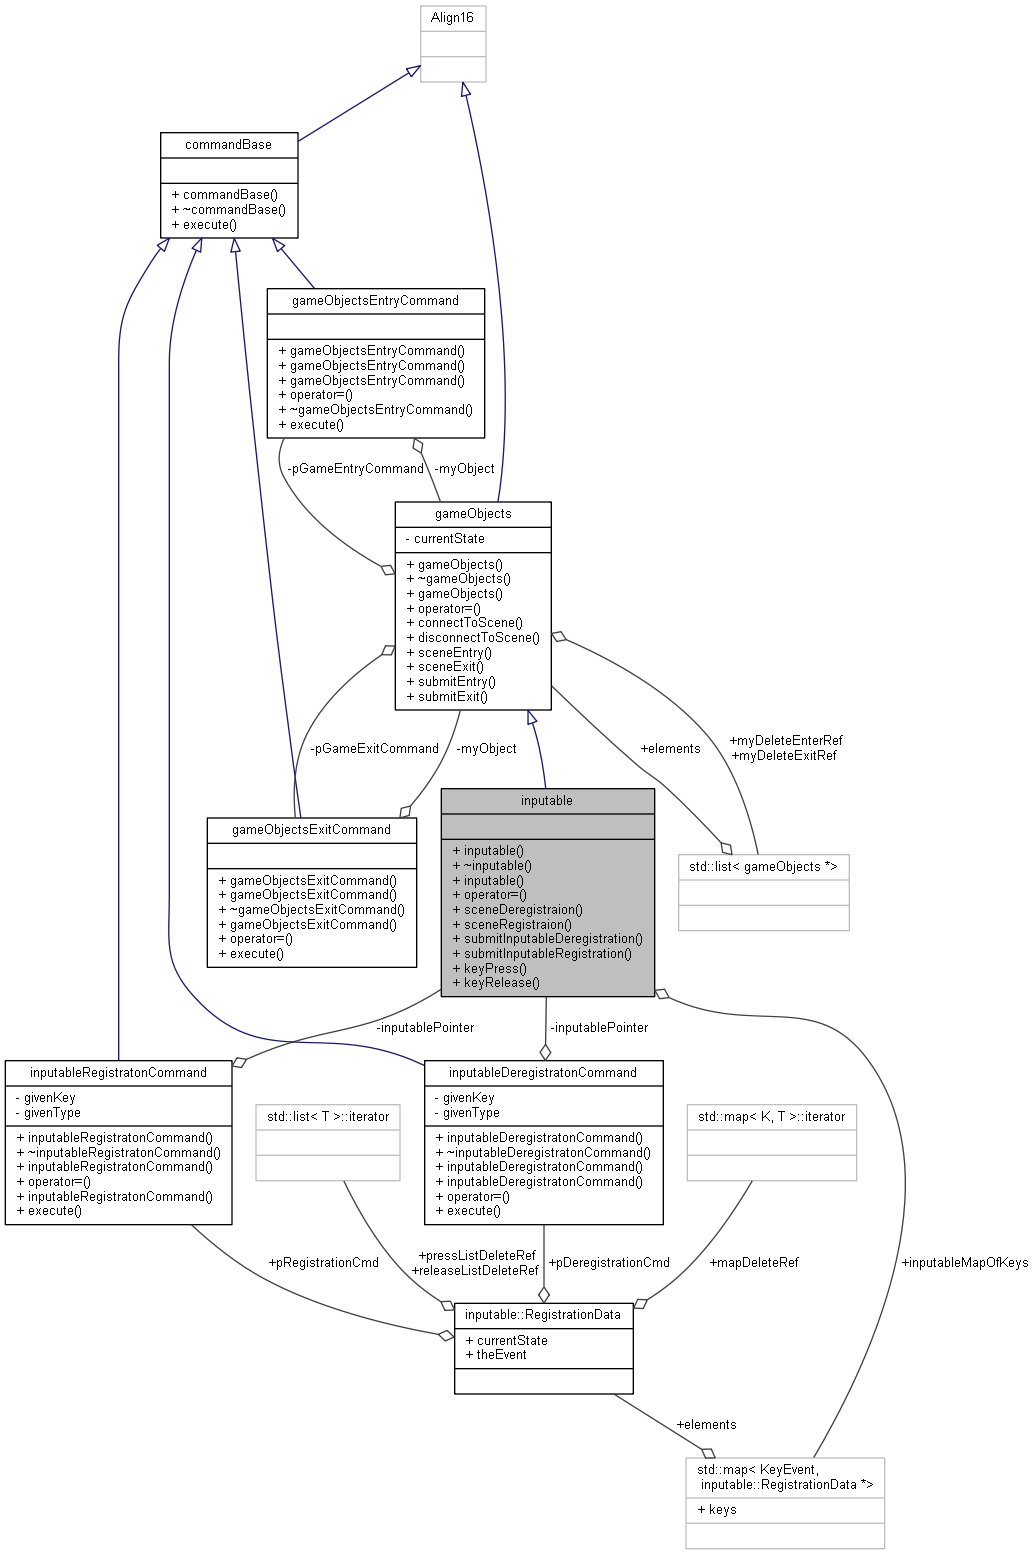 Align16
commandBase
+ commandBase()
+ ~commandBase()
+ execute()
gameObjectsEntryCommand
+ gameObjectsEntryCommand()
+ gameObjectsEntryCommand()
+ gameObjectsEntryCommand()
+ operator=()
+ ~gameObjectsEntryCommand()
+ execute()
-pGameEntryCommand
-myObject
gameObjects
- currentState
+ gameObjects()
+ ~gameObjects()
+ gameObjects()
+ operator=()
+ connectToScene()
+ disconnectToScene()
+ sceneEntry()
+ sceneExit()
+ submitEntry()
+ submitExit()
-pGameExitCommand
-myObject
+elements
+myDeleteEnterRef
+myDeleteExitRef
gameObjectsExitCommand
+ gameObjectsExitCommand()
+ gameObjectsExitCommand()
+ ~gameObjectsExitCommand()
+ gameObjectsExitCommand()
+ operator=()
+ execute()
inputable
+ inputable()
+ ~inputable()
+ inputable()
+ operator=()
+ sceneDeregistraion()
+ sceneRegistraion()
+ submitInputableDeregistration()
+ submitInputableRegistration()
+ keyPress()
+ keyRelease()
std::list< gameObjects *>
-inputablePointer
-inputablePointer
inputableRegistratonCommand
- givenKey
- givenType
+ inputableRegistratonCommand()
+ ~inputableRegistratonCommand()
+ inputableRegistratonCommand()
+ operator=()
+ inputableRegistratonCommand()
+ execute()
std::list< T >::iterator
inputableDeregistratonCommand
- givenKey
- givenType
+ inputableDeregistratonCommand()
+ ~inputableDeregistratonCommand()
+ inputableDeregistratonCommand()
+ inputableDeregistratonCommand()
+ operator=()
+ execute()
std::map< K, T >::iterator
+pRegistrationCmd
+pressListDeleteRef
+releaseListDeleteRef
+pDeregistrationCmd
+mapDeleteRef
+inputableMapOfKeys
inputable::RegistrationData
+ currentState
+ theEvent
+elements
std::map< KeyEvent,
inputable::RegistrationData *>
+ keys